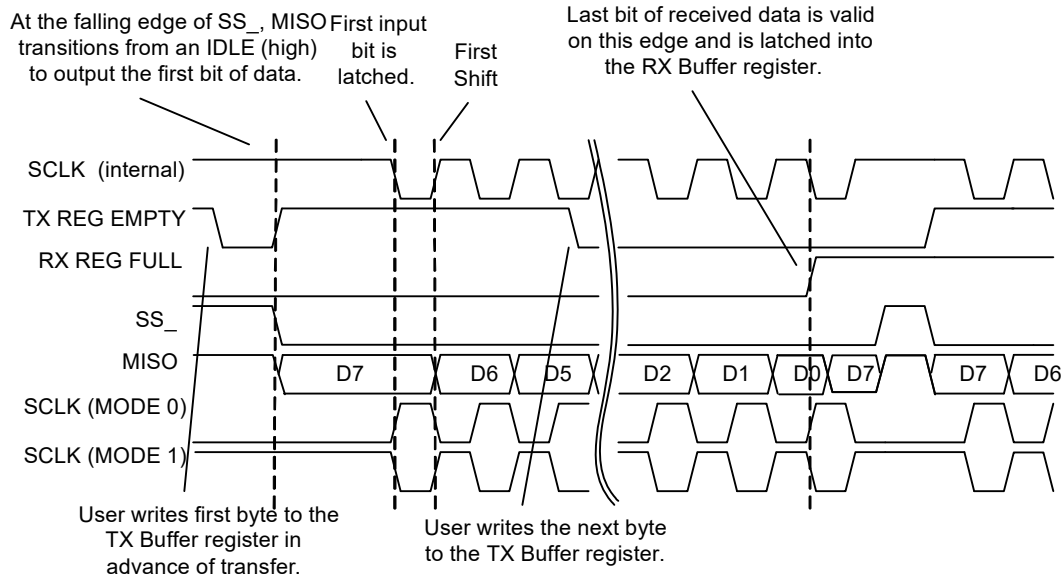 At the falling edge of SS_, MISO
transitions from an IDLE (high)
to output the first bit of data.
First input
bit is
latched.
First
Shift
Last bit of received data is valid
on this edge and is latched into
the RX Buffer register.
SCLK (internal)
TX REG EMPTY
RX REG FULL
SS_
MISO
D7 D6 D5 D2 D1 D0 D7 D7 D6
SCLK (MODE 0)
SCLK (MODE 1)
User writes first byte to the
TX Buffer register in
advance of transfer.
User writes the next byte
to the TX Buffer register.